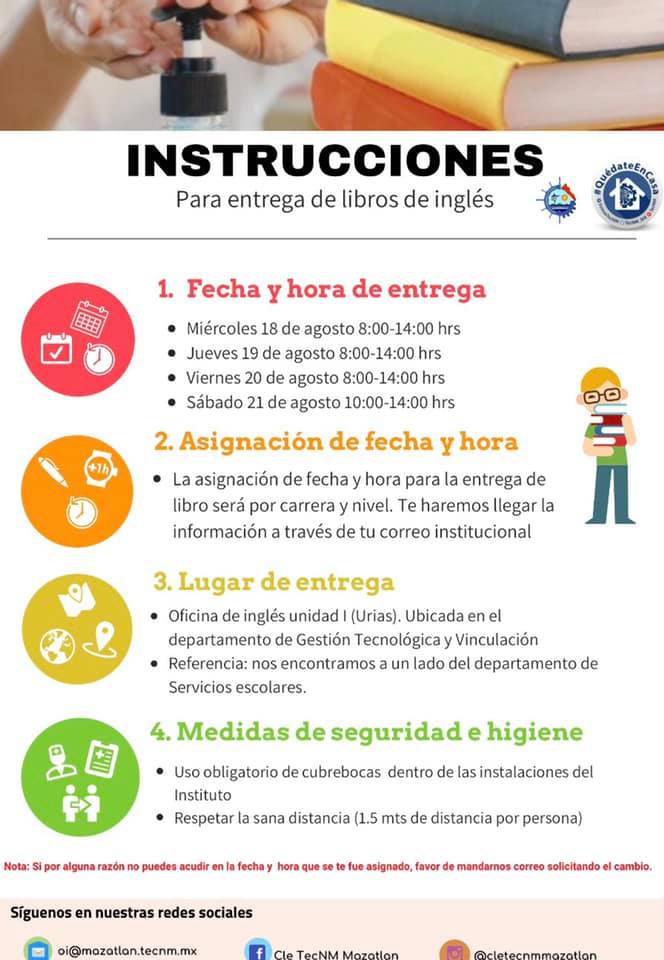 INSTRUCCIONES
Para entrega de libros de inglés
#QuédateEnCasa
1. Fecha y hora de entrega
• Miércoles 18 de agosto 8:00-14:00 hrs
• Jueves 19 de agosto 8:00-14:00 hrs
• Viernes 20 de agosto 8:00-14:00 hrs
• Sábado 21 de agosto 10:00-14:00 hrs
+1h
2. Asignación de fecha y hora
• La asignación de fecha y hora para la entrega de
libro será por carrera y nivel. Te haremos llegar la
información a través de tu correo institucional
3. Lugar de entrega
• Oficina de inglés unidad I (Urias). Ubicada en el
departamento de Gestión Tecnológica y Vinculación
• Referencia: nos encontramos a un lado del departamento de
Servicios escolares.
4. Medidas de seguridad e higiene
• Uso obligatorio de cubrebocas dentro de las instalaciones del
Instituto
• Respetar la sana distancia (1.5 mts de distancia por persona)
Nota: Si por alguna razón no puedes acudir en la fecha y hora que se te fue asignado, favor de mandarnos correo solicitando el cambio.
Síguenos en nuestras redes sociales
oi@mazatlan.tecnm.mx
Cle TecNM Mazatlan
@cletecnmmazatlan